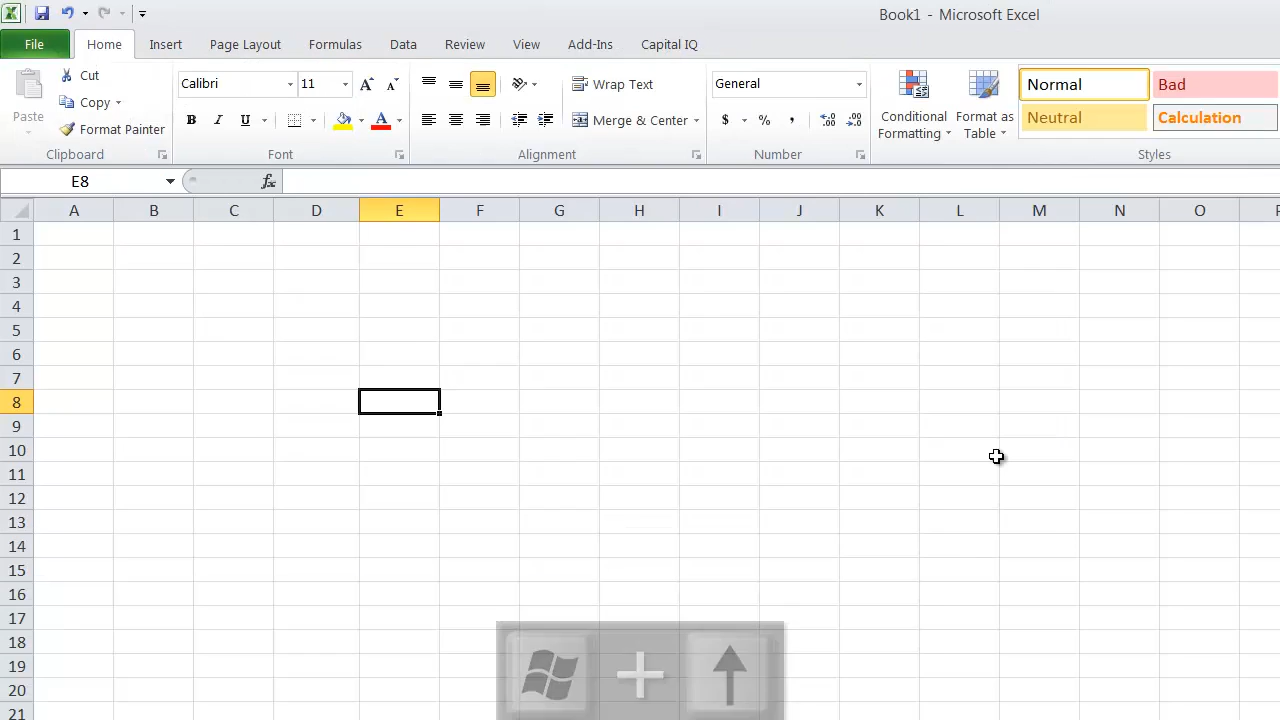 Book1 - Microsoft Excel
File Home Insert Page Layout Formulas Data Review View Add-Ins Capital IQ
Paste Cut Copy Format Painter Clipboard
Calibri 11 B I U A Font
Wrap Text Merge & Center Alignment
General $ % , Number
Conditional Formatting Format as Table
Normal Bad
Neutral Calculation
Styles
E8 fx
A B C D E F G H I J K L M N O
1
2
3
4
5
6
7
8
9
10
11
12
13
14
15
16
17
18
19
20
21